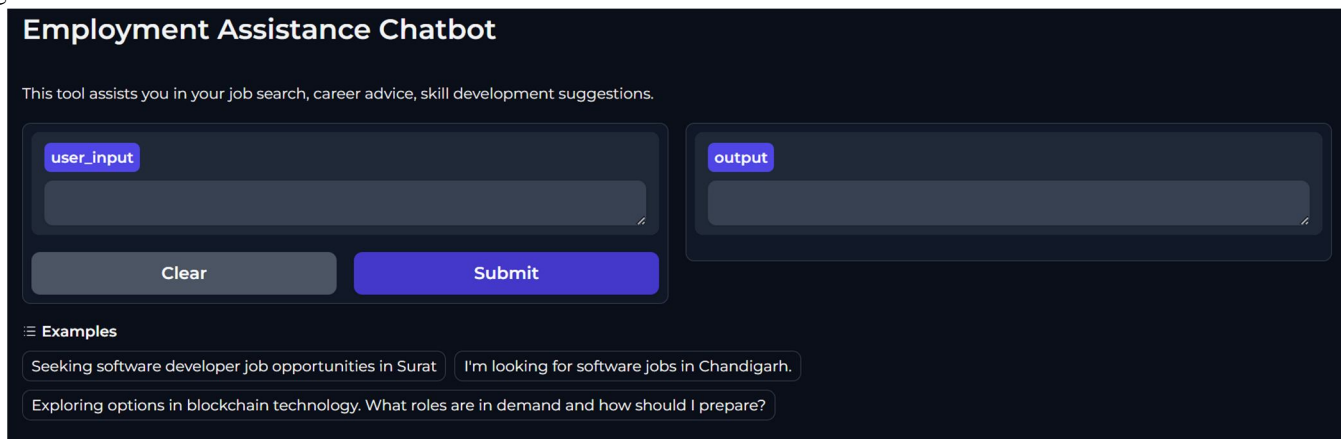 Employment Assistance Chatbot
This tool assists you in your job search, career advice, skill development suggestions.
user_input
output
Clear
Submit
Examples
Seeking software developer job opportunities in Surat
I'm looking for software jobs in Chandigarh.
Exploring options in blockchain technology. What roles are in demand and how should I prepare?